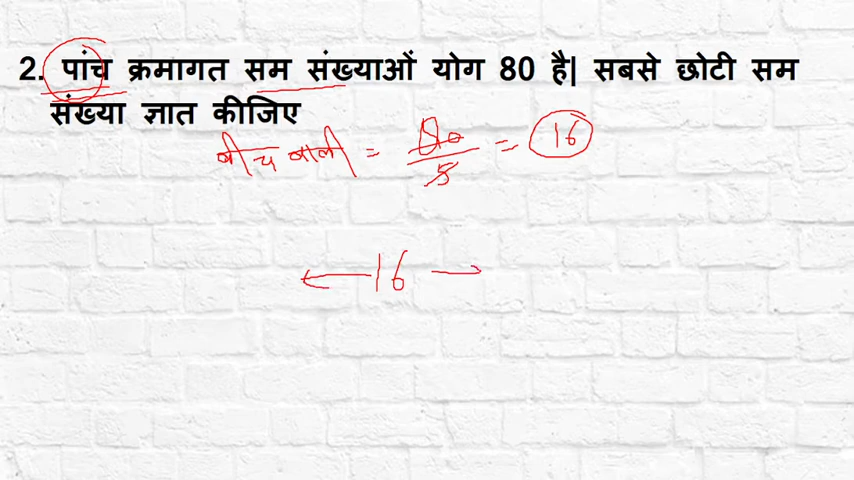 2. पांच क्रमागत सम संख्याओं योग 80 है| सबसे छोटी सम
संख्या ज्ञात कीजिए
बीच वाली = 80/5 = 16
← 16 →